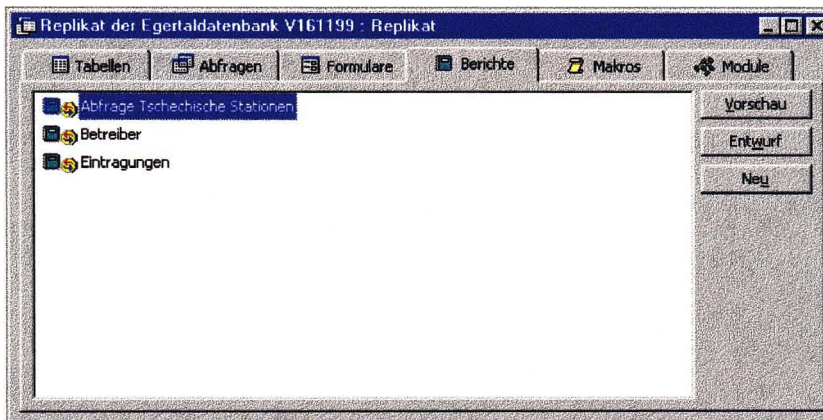 Replikat der Egertaldatenbank V161199 : Replikat
Tabellen Abfragen Formulare Berichte Makros Module
Abfrage Tschechische Stationen
Betreiber
Eintragungen
Vorschau
Entwurf
Neu